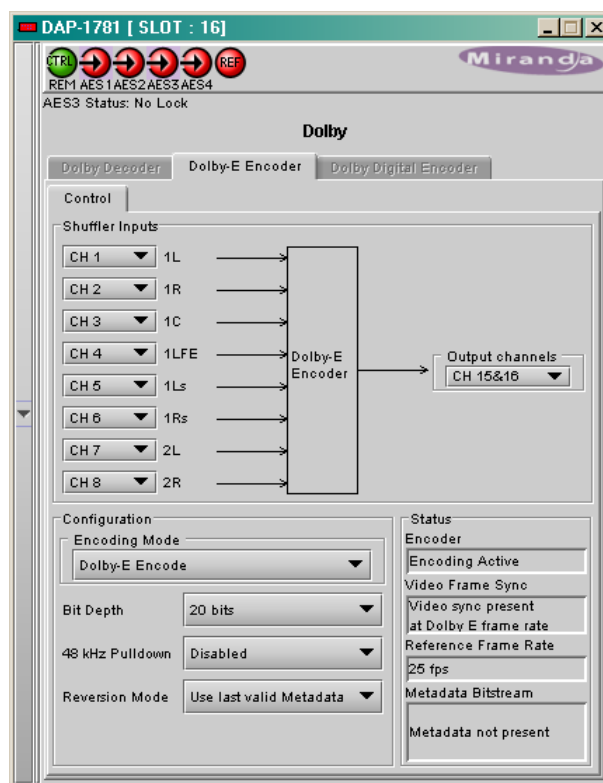 DAP-1781 [ SLOT : 16]
CTRL REF
REM AES1 AES2 AES3 AES4
Miranda
AES3 Status: No Lock
Dolby
Dolby Decoder Dolby-E Encoder Dolby Digital Encoder
Control
Shuffler Inputs
CH 1 1L
CH 2 1R
CH 3 1C
CH 4 1LFE
CH 5 1Ls
CH 6 1Rs
CH 7 2L
CH 8 2R
Dolby-E
Encoder
Output channels
CH 15&16
Configuration
Encoding Mode
Dolby-E Encode
Bit Depth 20 bits
48 kHz Pulldown Disabled
Reversion Mode Use last valid Metadata
Status
Encoder
Encoding Active
Video Frame Sync
Video sync present
at Dolby E frame rate
Reference Frame Rate
25 fps
Metadata Bitstream
Metadata not present